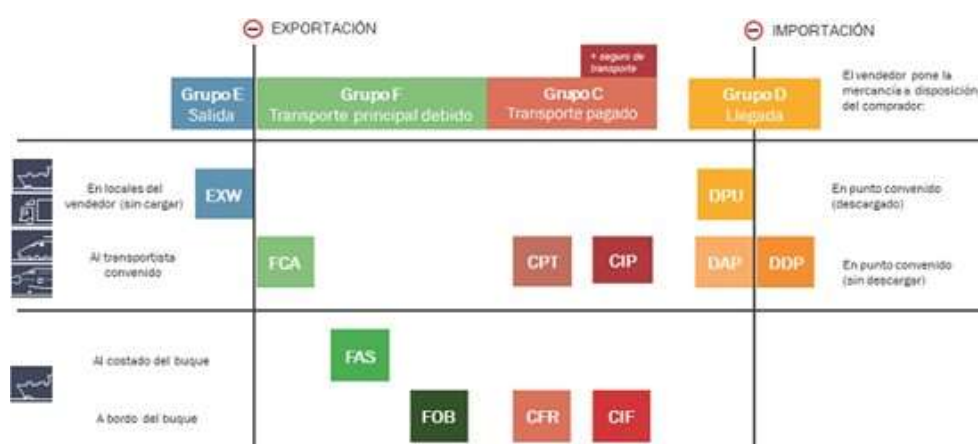 EXPORTACIÓN
IMPORTACIÓN
+ seguro de
transporte
Grupo E
Salida
Grupo F
Transporte principal debido
Grupo C
Transporte pagado
Grupo D
Llegada
El vendedor pone la
mercancía a disposición
del comprador:
En locales del
vendedor (sin cargar)
EXW
DPU
En punto convenido
(descargado)
Al transportista
convenido
FCA
CPT
CIP
DAP
DDP
En punto convenido
(sin descargar)
Al costado del buque
FAS
A bordo del buque
FOB
CFR
CIF